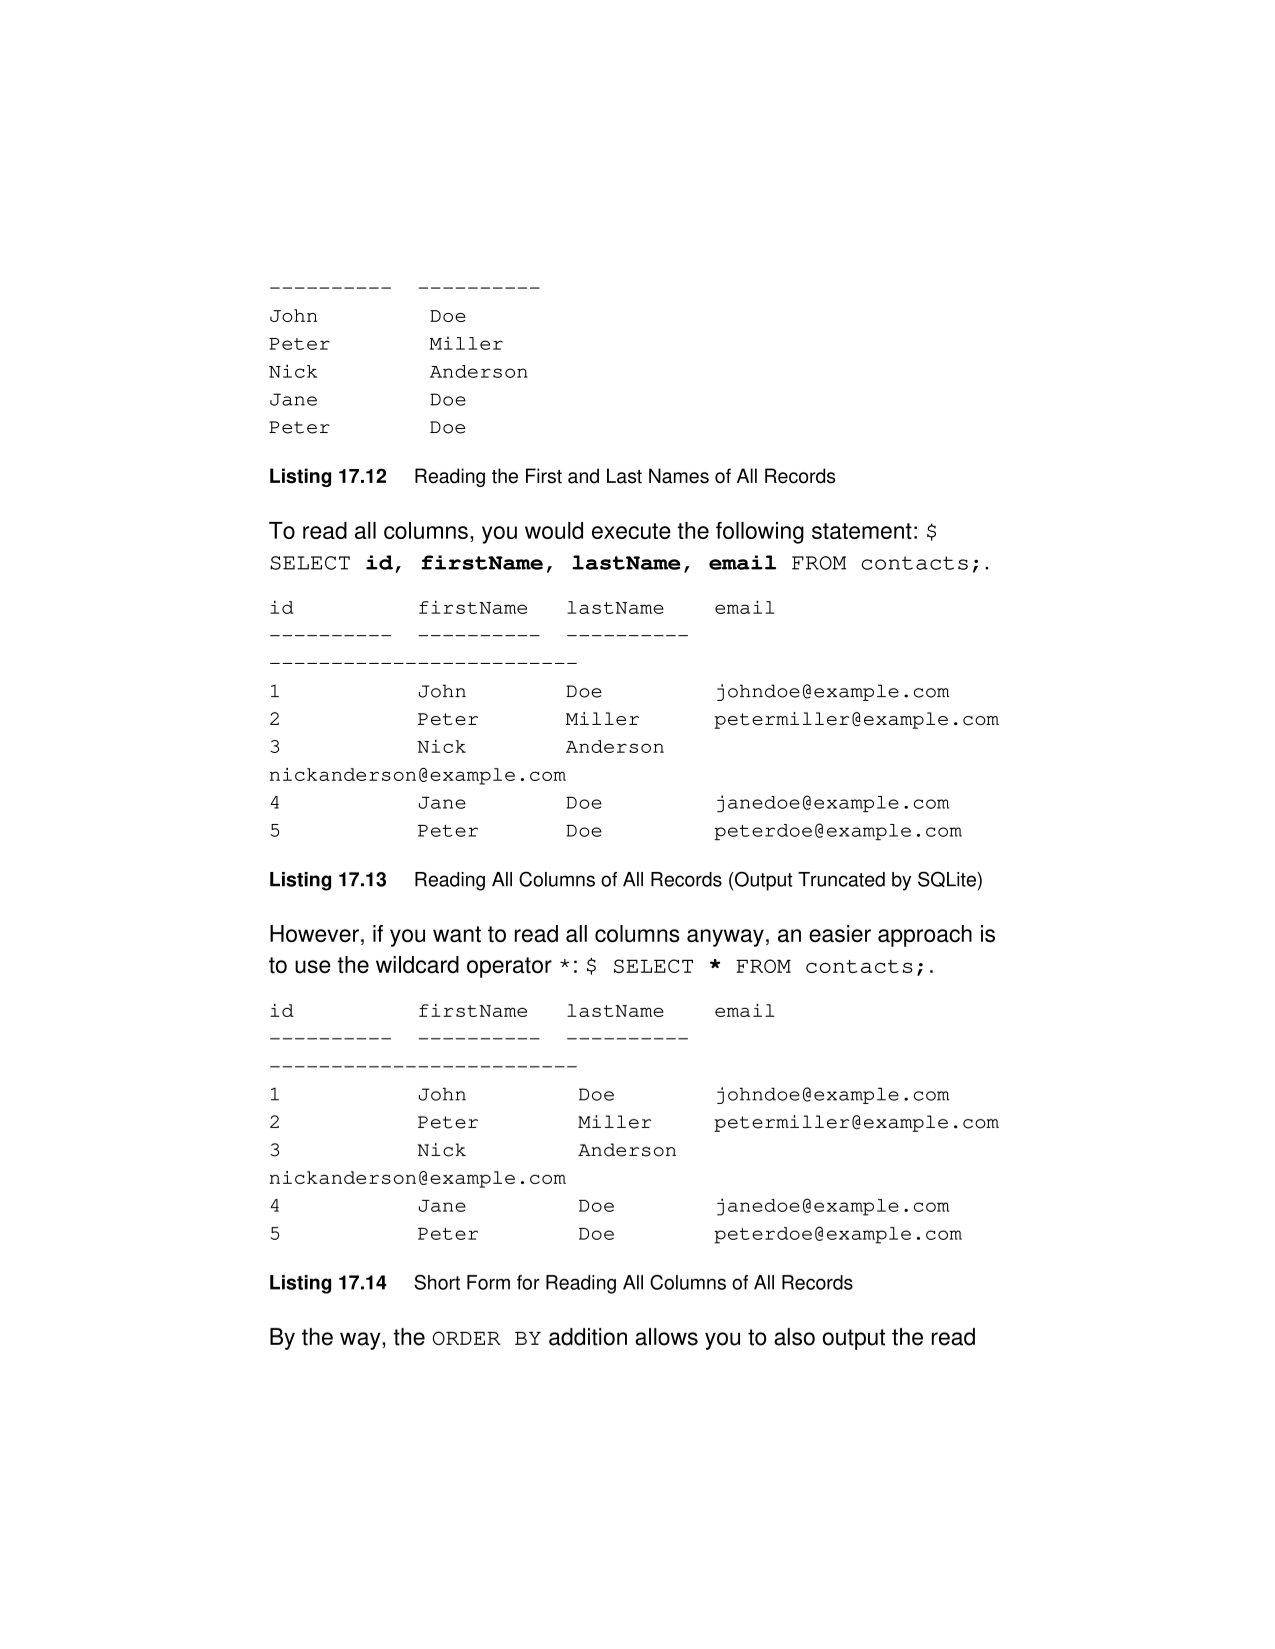 ----------  ----------
John         Doe
Peter        Miller
Nick         Anderson
Jane         Doe
Peter        Doe
Listing 17.12 Reading the First and Last Names of All Records
To read all columns, you would execute the following statement: $
SELECT id, firstName, lastName, email FROM contacts;.
id          firstName   lastName    email
----------  ----------  ----------
-------------------------
1           John        Doe         johndoe@example.com
2           Peter       Miller      petermiller@example.com
3           Nick        Anderson
nickanderson@example.com
4           Jane        Doe         janedoe@example.com
5           Peter       Doe         peterdoe@example.com
Listing 17.13 Reading All Columns of All Records (Output Truncated by SQLite)
However, if you want to read all columns anyway, an easier approach is
to use the wildcard operator *: $ SELECT * FROM contacts;.
id          firstName   lastName    email
----------  ----------  ----------
-------------------------
1           John         Doe        johndoe@example.com
2           Peter        Miller     petermiller@example.com
3           Nick         Anderson
nickanderson@example.com
4           Jane         Doe        janedoe@example.com
5           Peter        Doe        peterdoe@example.com
Listing 17.14 Short Form for Reading All Columns of All Records
By the way, the ORDER BY addition allows you to also output the read